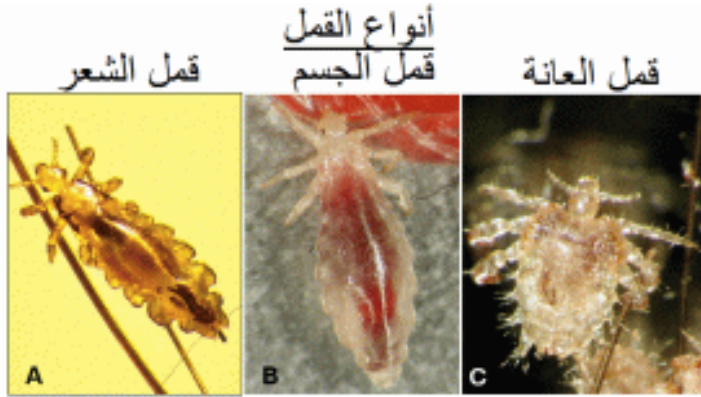 أنواع القمل
قمل العانة
قمل الجسم
قمل الشعر
A
B
C